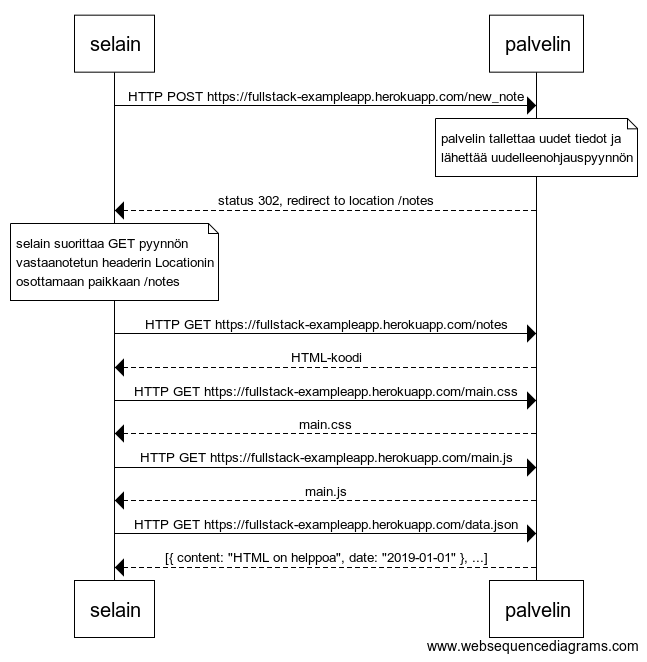 selain
palvelin
HTTP POST https://fullstack-exampleapp.herokuapp.com/new_note
palvelin tallettaa uudet tiedot ja
lähettää uudelleenohjauspyynnön
status 302, redirect to location /notes
selain suorittaa GET pyynnön
vastaanotetun headerin Locationin
osottamaan paikkaan /notes
HTTP GET https://fullstack-exampleapp.herokuapp.com/notes
HTML-koodi
HTTP GET https://fullstack-exampleapp.herokuapp.com/main.css
main.css
HTTP GET https://fullstack-exampleapp.herokuapp.com/main.js
main.js
HTTP GET https://fullstack-exampleapp.herokuapp.com/data.json
[{ content: "HTML on helppoa", date: "2019-01-01" }, ...]
selain
palvelin
www.websequencediagrams.com